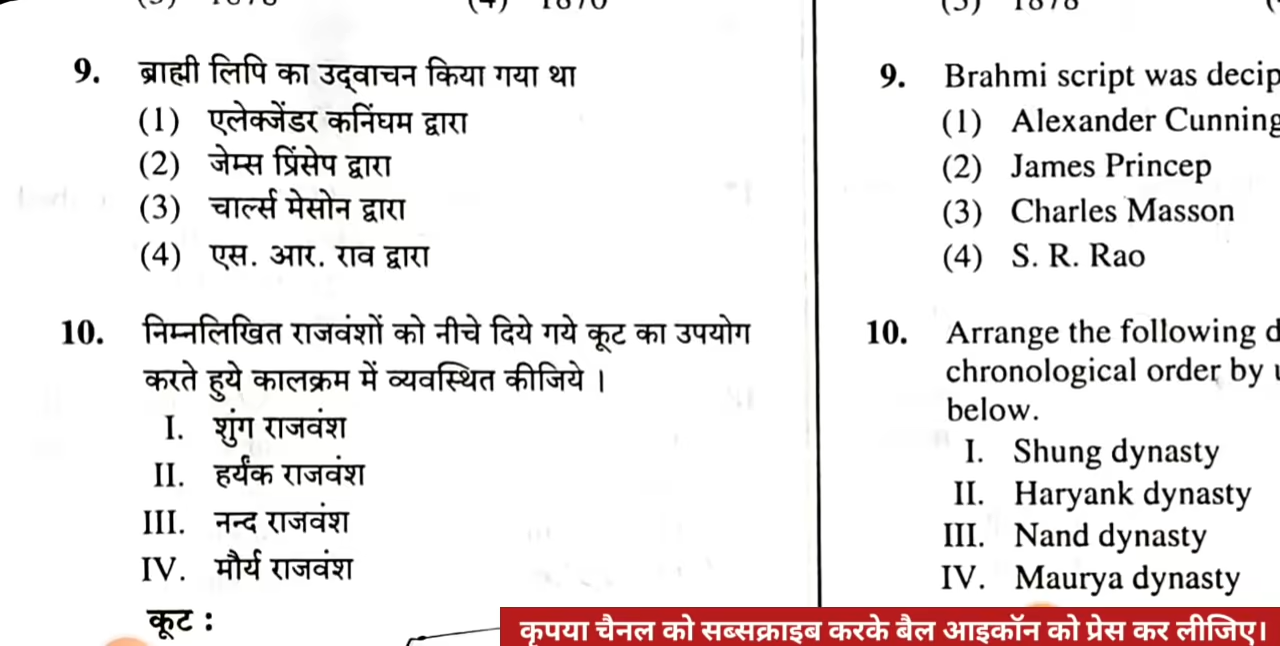 9. ब्राह्मी लिपि का उद्‌वाचन किया गया था
(1) एलेक्जेंडर कनिंघम द्वारा
(2) जेम्स प्रिंसेप द्वारा
(3) चार्ल्स मेसोन द्वारा
(4) एस. आर. राव द्वारा
10. निम्नलिखित राजवंशों को नीचे दिये गये कूट का उपयोग
करते हुये कालक्रम में व्यवस्थित कीजिये ।
I. शुंग राजवंश
II. हर्यंक राजवंश
III. नन्द राजवंश
IV. मौर्य राजवंश
कूट :
9. Brahmi script was decip
(1) Alexander Cunning
(2) James Princep
(3) Charles Masson
(4) S. R. Rao
10. Arrange the following d
chronological order by
below.
I. Shung dynasty
II. Haryank dynasty
III. Nand dynasty
IV. Maurya dynasty
कृपया चैनल को सब्सक्राइब करके बैल आइकॉन को प्रेस कर लीजिए।